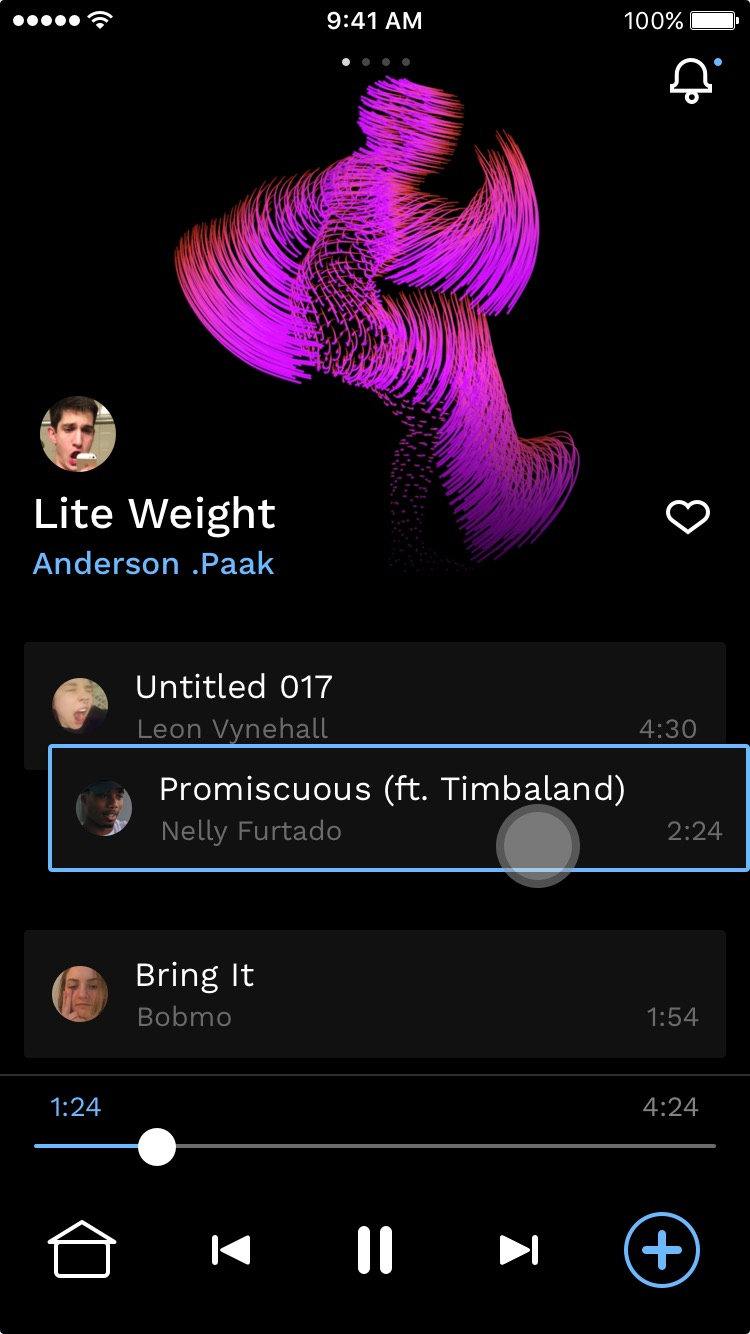 9:41 AM
100%
Lite Weight
Anderson .Paak
Untitled 017
Leon Vynehall 4:30
Promiscuous (ft. Timbaland)
Nelly Furtado 2:24
Bring It
Bobmo 1:54
1:24 4:24